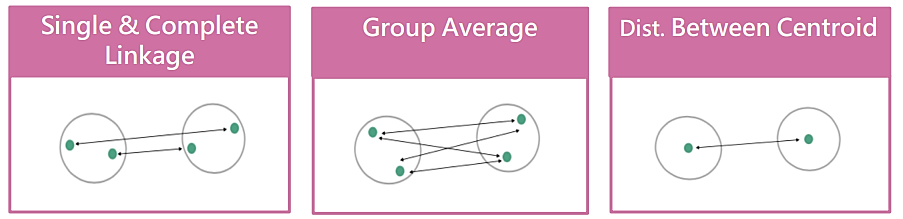 Single & Complete
Linkage
Group Average
Dist. Between Centroid